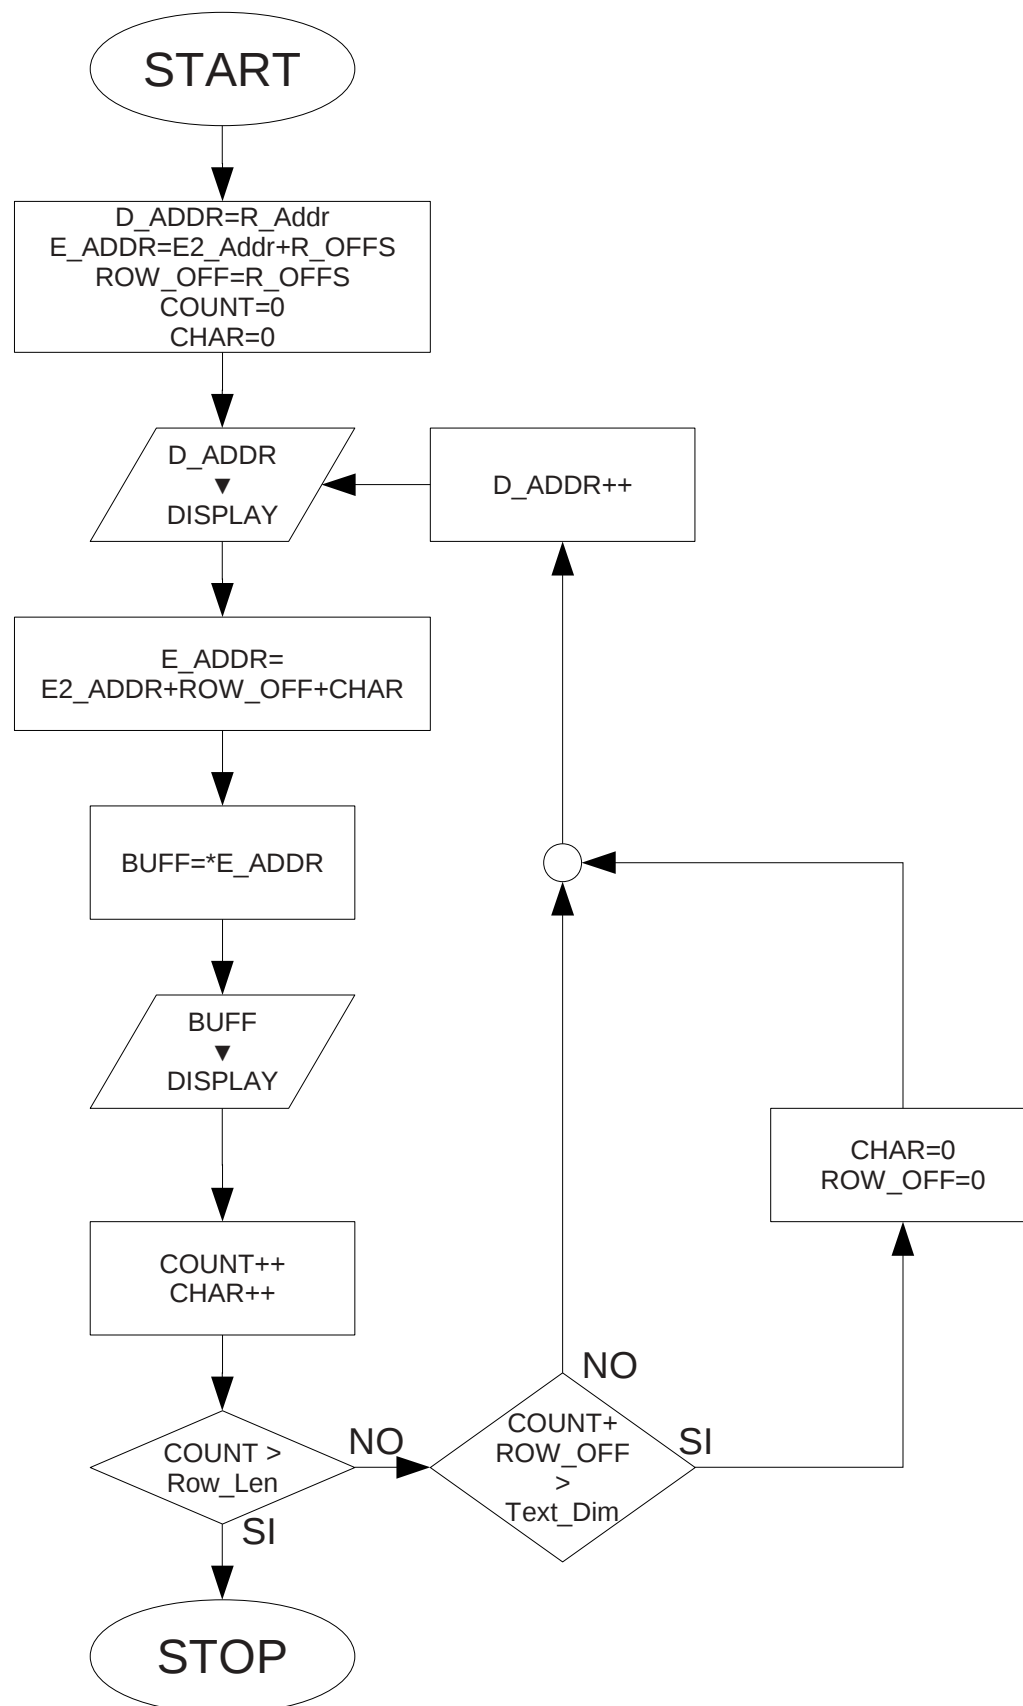 START
D_ADDR=R_Addr
E_ADDR=E2_Addr+R_OFFS
ROW_OFF=R_OFFS
COUNT=0
CHAR=0
D_ADDR
▼
DISPLAY
D_ADDR++
E_ADDR=
E2_ADDR+ROW_OFF+CHAR
BUFF=*E_ADDR
BUFF
▼
DISPLAY
CHAR=0
ROW_OFF=0
COUNT++
CHAR++
COUNT >
Row_Len
NO
SI
COUNT+
ROW_OFF
>
Text_Dim
NO
SI
STOP